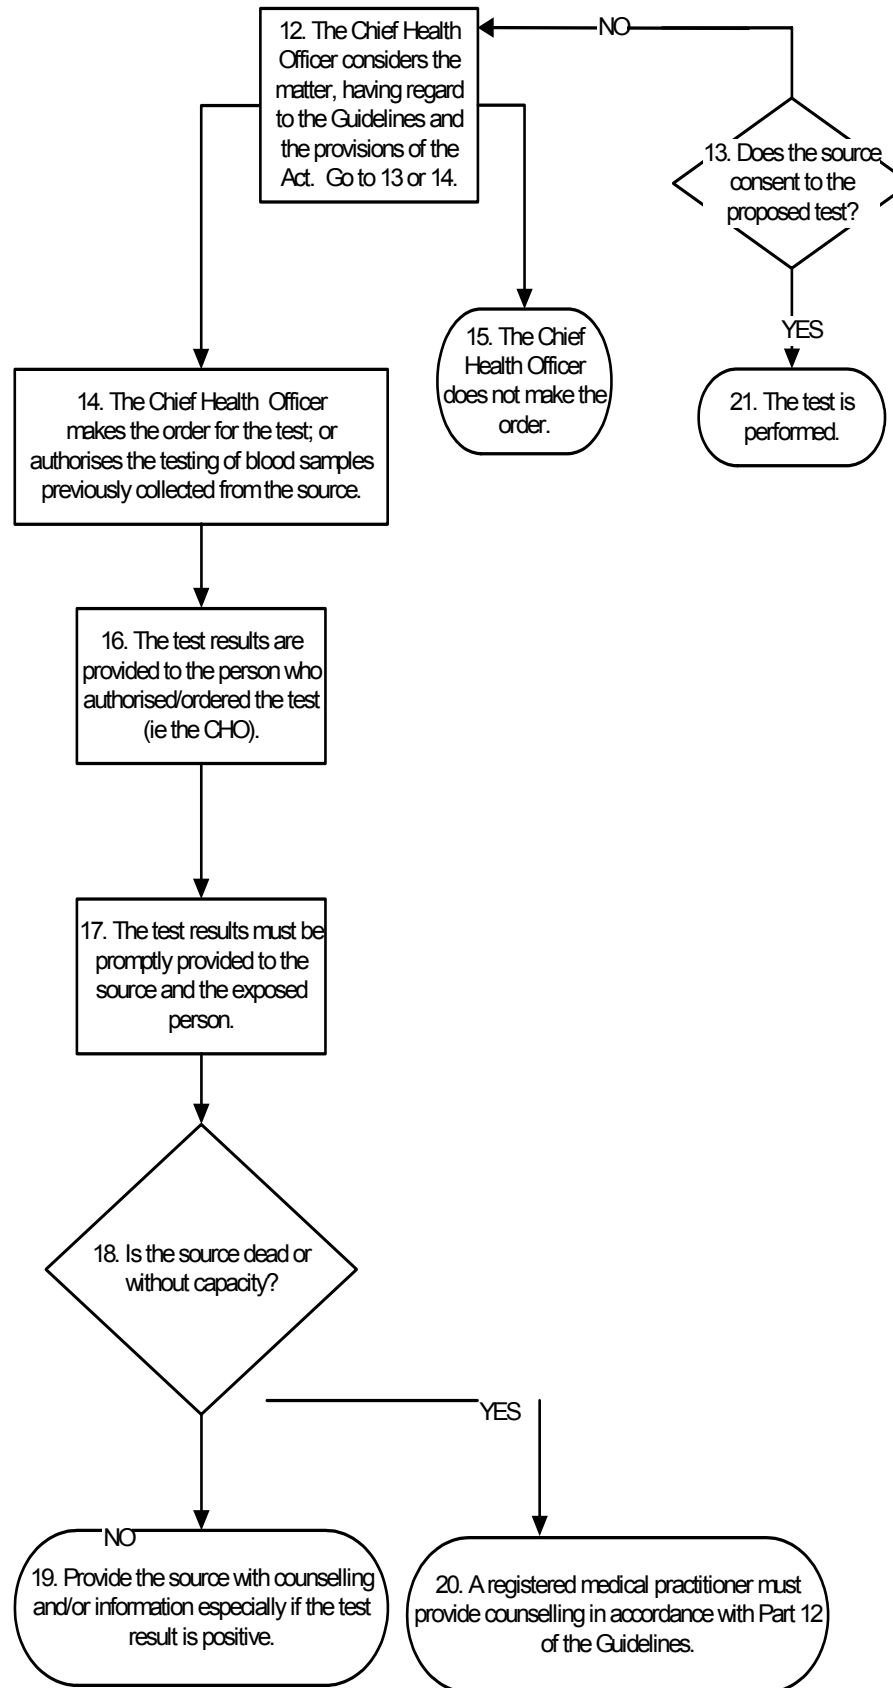 12. The Chief Health
Officer considers the
matter, having regard
to the Guidelines and
the provisions of the
Act. Go to 13 or 14.
NO
13. Does the source
consent to the
proposed test?
YES
15. The Chief
Health Officer
does not make the
order.
21. The test is
performed.
14. The Chief Health Officer
makes the order for the test; or
authorises the testing of blood samples
previously collected from the source.
16. The test results are
provided to the person who
authorised/ordered the test
(ie the CHO).
17. The test results must be
promptly provided to the
source and the exposed
person.
18. Is the source dead or
without capacity?
YES
NO
19. Provide the source with counselling
and/or information especially if the test
result is positive.
20. A registered medical practitioner must
provide counselling in accordance with Part 12
of the Guidelines.